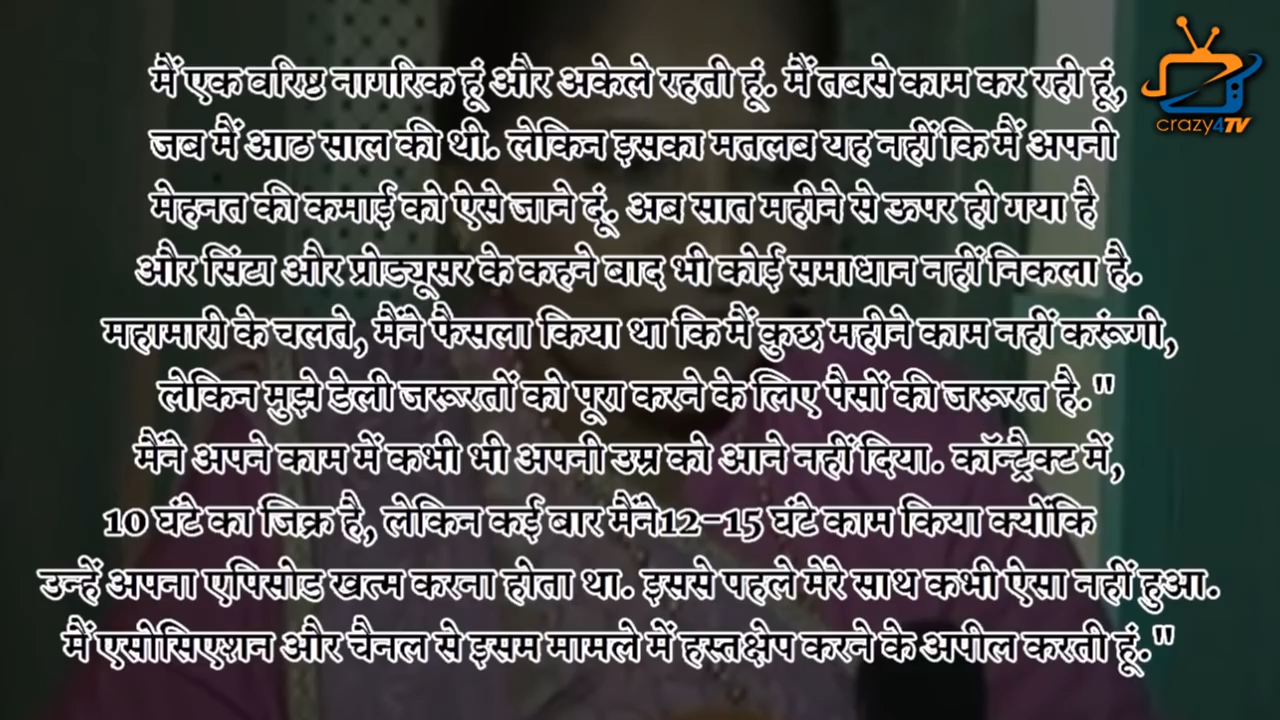 मैं एक वरिष्ठ नागरिक हूं और अकेले रहती हूं. मैं तबसे काम कर रही हूं,
जब मैं आठ साल की थी. लेकिन इसका मतलब यह नहीं कि मैं अपनी
मेहनत की कमाई को ऐसे जाने दूं. अब सात महीने से ऊपर हो गया है
और सिंटा और प्रोड्यूसर के कहने बाद भी कोई समाधान नहीं निकला है.
महामारी के चलते, मैंने फैसला किया था कि मैं कुछ महीने काम नहीं करूंगी,
लेकिन मुझे डेली जरूरतों को पूरा करने के लिए पैसों की जरूरत है."
मैंने अपने काम में कभी भी अपनी उम्र को आने नहीं दिया. कॉन्ट्रैक्ट में,
10 घंटे का जिक्र है, लेकिन कई बार मैंने12-15 घंटे काम किया क्योंकि
उन्हें अपना एपिसोड खत्म करना होता था. इससे पहले मेरे साथ कभी ऐसा नहीं हुआ.
मैं एसोसिएशन और चैनल से इसम मामले में हस्तक्षेप करने के अपील करती हूं."
crazy4TV